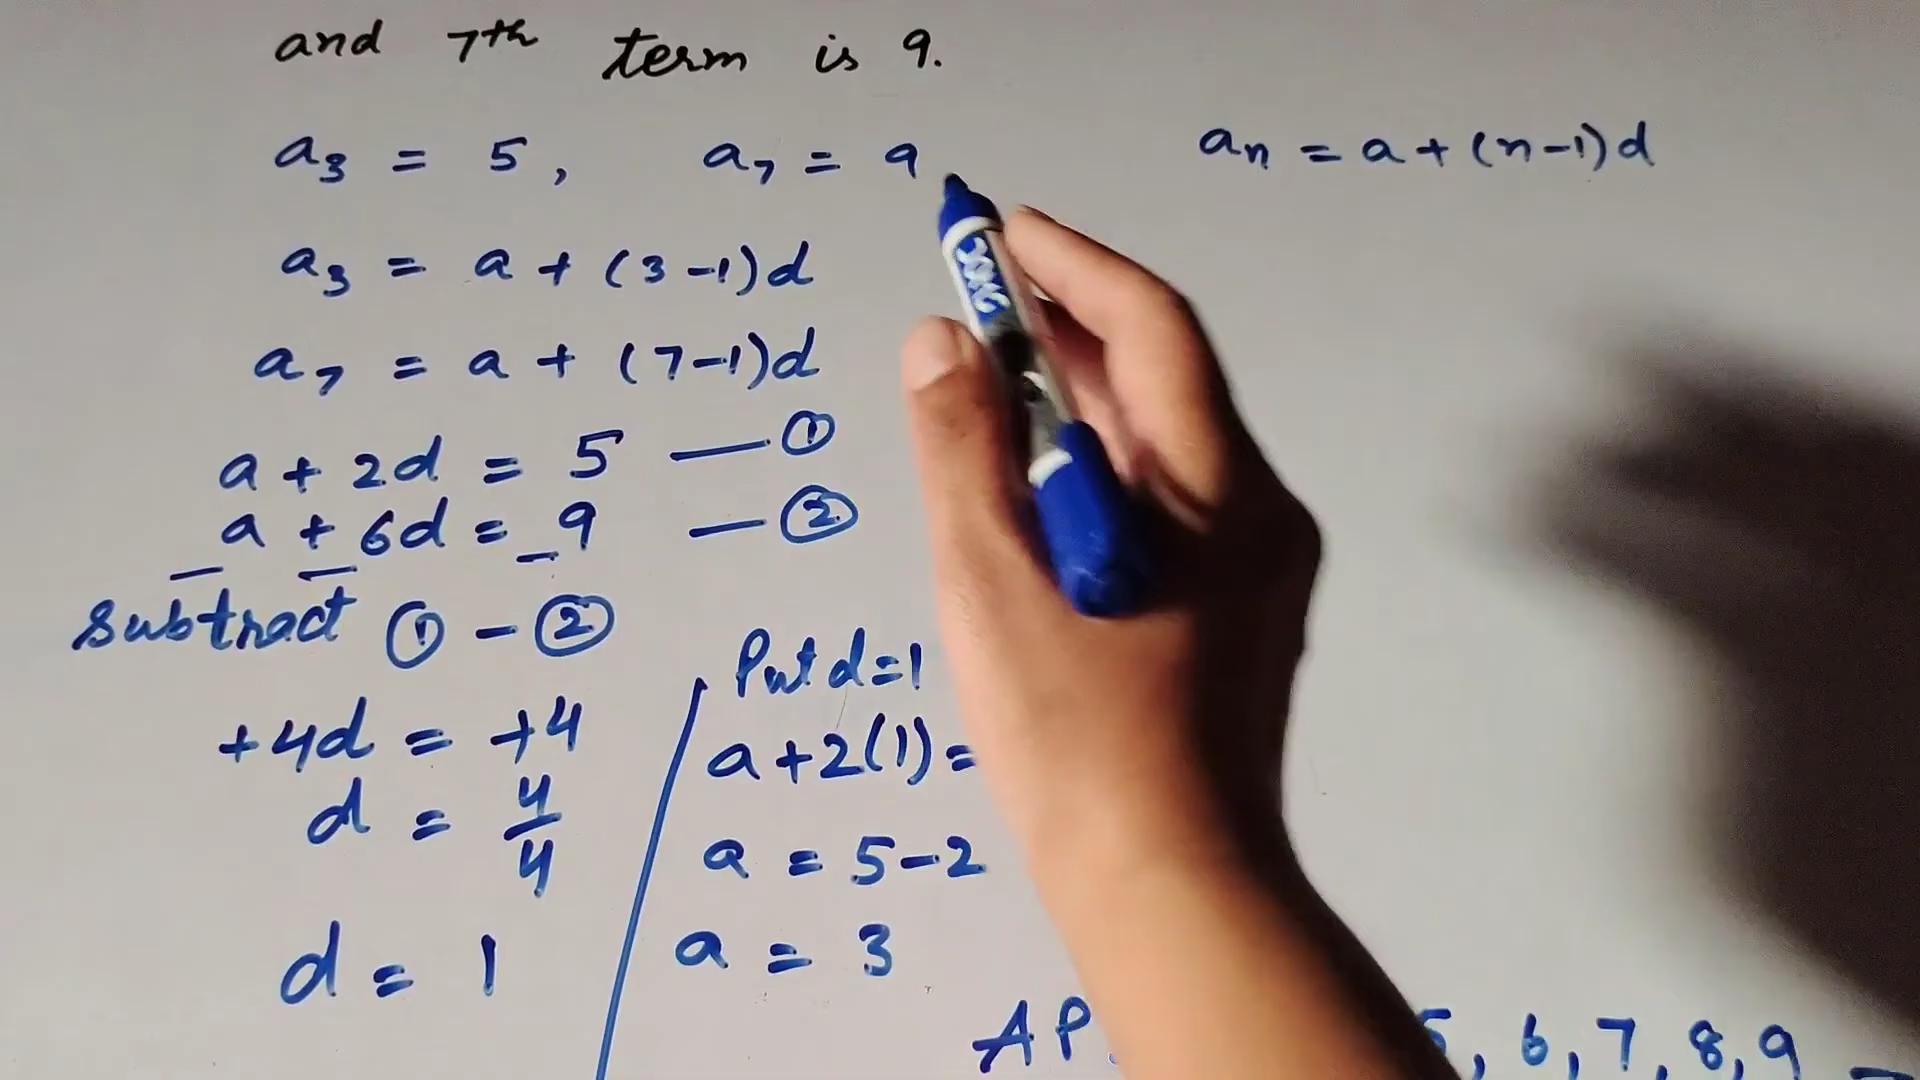 and 7th term is 9.
a₃ = 5, a₇ = 9
aₙ = a + (n-1)d
a₃ = a + (3-1)d
a₇ = a + (7-1)d
a + 2d = 5 — ①
a + 6d = 9 — ②
— — —
Subtract ① - ②
+4d = +4
d = 4/4
d = 1
Put d=1
a+2(1)=
a = 5-2
a = 3
AP 5, 6, 7, 8, 9 —